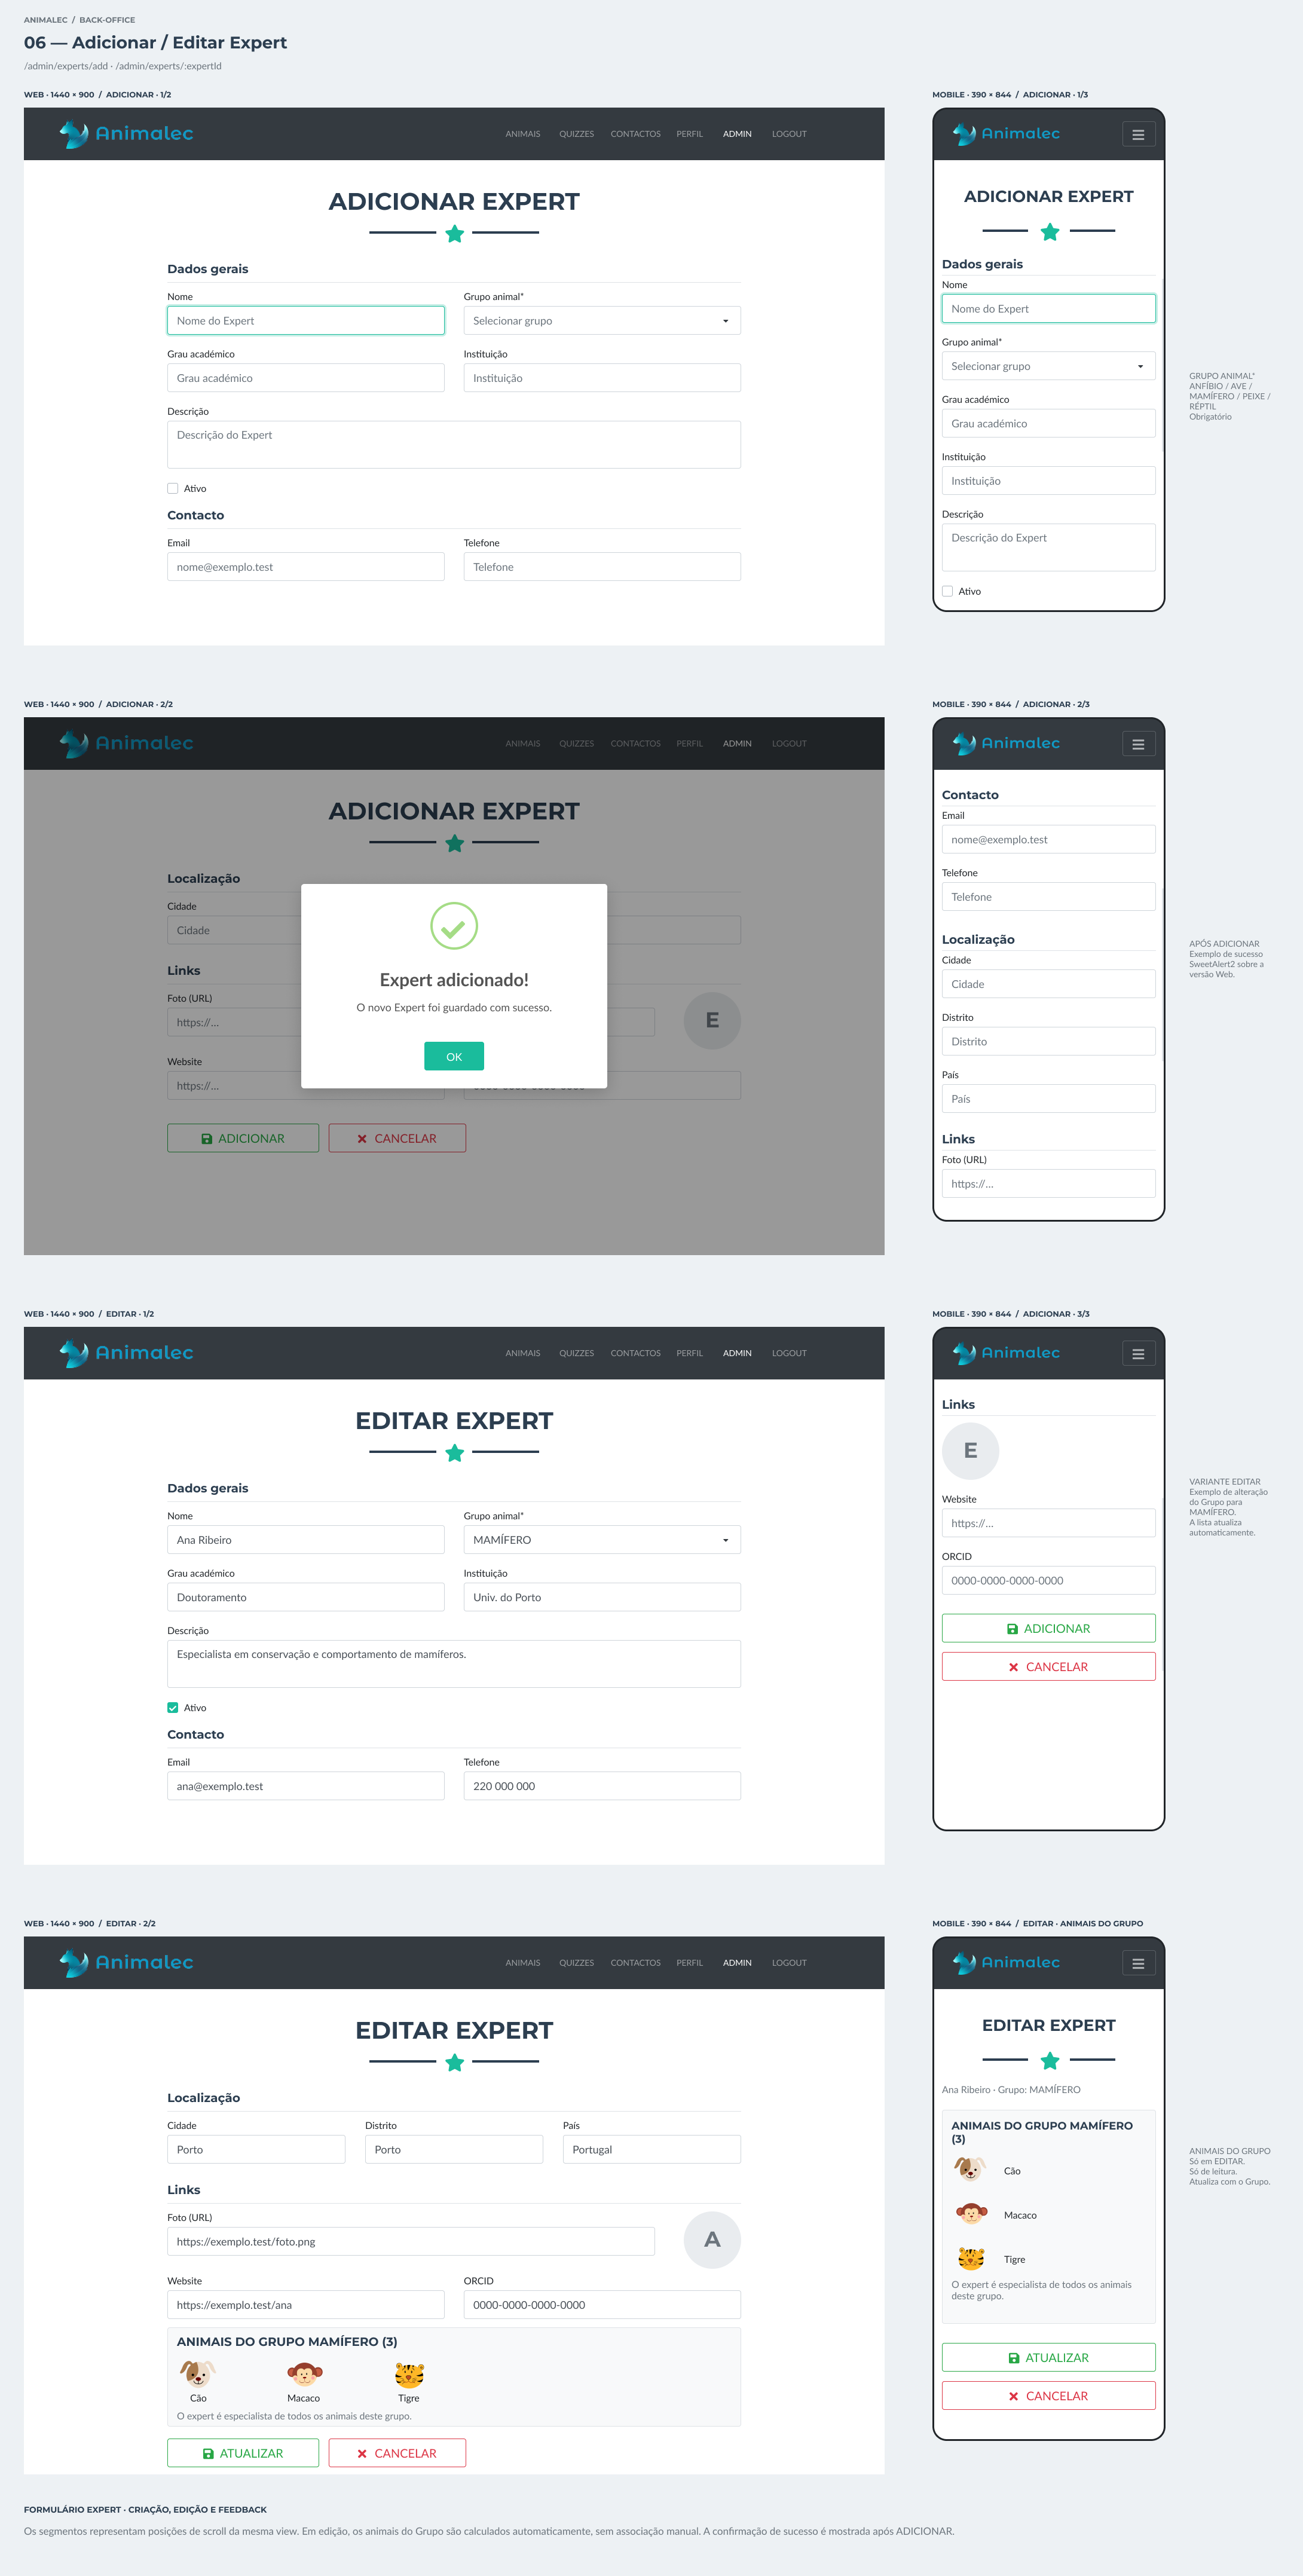 ANIMALEC / BACK-OFFICE
06 — Adicionar / Editar Expert
/admin/experts/add · /admin/experts/:expertId
WEB · 1440 × 900 / ADICIONAR · 1/2
Animalec
ANIMAIS QUIZZES CONTACTOS PERFIL ADMIN LOGOUT
ADICIONAR EXPERT
Dados gerais
Nome Grupo animal*
Nome do Expert Selecionar grupo
Grau académico Instituição
Grau académico Instituição
Descrição
Descrição do Expert
Ativo
Contacto
Email Telefone
nome@exemplo.test Telefone
MOBILE · 390 × 844 / ADICIONAR · 1/3
Animalec
ADICIONAR EXPERT
Dados gerais
Nome
Nome do Expert
Grupo animal*
Selecionar grupo
Grau académico
Grau académico
Instituição
Instituição
Descrição
Descrição do Expert
Ativo
GRUPO ANIMAL*
ANFÍBIO / AVE /
MAMÍFERO / PEIXE /
RÉPTIL
Obrigatório
WEB · 1440 × 900 / ADICIONAR · 2/2
Animalec
ANIMAIS QUIZZES CONTACTOS PERFIL ADMIN LOGOUT
ADICIONAR EXPERT
Localização
Cidade
Cidade
Links
Foto (URL)
https://...
E
Website
https://...
Expert adicionado!
O novo Expert foi guardado com sucesso.
OK
ADICIONAR CANCELAR
MOBILE · 390 × 844 / ADICIONAR · 2/3
Animalec
Contacto
Email
nome@exemplo.test
Telefone
Telefone
Localização
Cidade
Cidade
Distrito
Distrito
País
País
Links
Foto (URL)
https://...
APÓS ADICIONAR
Exemplo de sucesso
SweetAlert2 sobre a
versão Web.
WEB · 1440 × 900 / EDITAR · 1/2
Animalec
ANIMAIS QUIZZES CONTACTOS PERFIL ADMIN LOGOUT
EDITAR EXPERT
Dados gerais
Nome Grupo animal*
Ana Ribeiro MAMÍFERO
Grau académico Instituição
Doutoramento Univ. do Porto
Descrição
Especialista em conservação e comportamento de mamíferos.
Ativo
Contacto
Email Telefone
ana@exemplo.test 220 000 000
MOBILE · 390 × 844 / ADICIONAR · 3/3
Animalec
Links
E
Website
https://...
ORCID
0000-0000-0000-0000
ADICIONAR
CANCELAR
VARIANTE EDITAR
Exemplo de alteração
do Grupo para
MAMÍFERO.
A lista atualiza
automaticamente.
WEB · 1440 × 900 / EDITAR · 2/2
Animalec
ANIMAIS QUIZZES CONTACTOS PERFIL ADMIN LOGOUT
EDITAR EXPERT
Localização
Cidade Distrito País
Porto Porto Portugal
Links
Foto (URL)
https://exemplo.test/foto.png
A
Website ORCID
https://exemplo.test/ana 0000-0000-0000-0000
ANIMAIS DO GRUPO MAMÍFERO (3)
Cão Macaco Tigre
O expert é especialista de todos os animais deste grupo.
ATUALIZAR CANCELAR
MOBILE · 390 × 844 / EDITAR · ANIMAIS DO GRUPO
Animalec
EDITAR EXPERT
Ana Ribeiro · Grupo: MAMÍFERO
ANIMAIS DO GRUPO MAMÍFERO
(3)
Cão
Macaco
Tigre
O expert é especialista de todos os animais
deste grupo.
ATUALIZAR
CANCELAR
ANIMAIS DO GRUPO
Só em EDITAR.
Só de leitura.
Atualiza com o Grupo.
FORMULÁRIO EXPERT · CRIAÇÃO, EDIÇÃO E FEEDBACK
Os segmentos representam posições de scroll da mesma view. Em edição, os animais do Grupo são calculados automaticamente, sem associação manual. A confirmação de sucesso é mostrada após ADICIONAR.